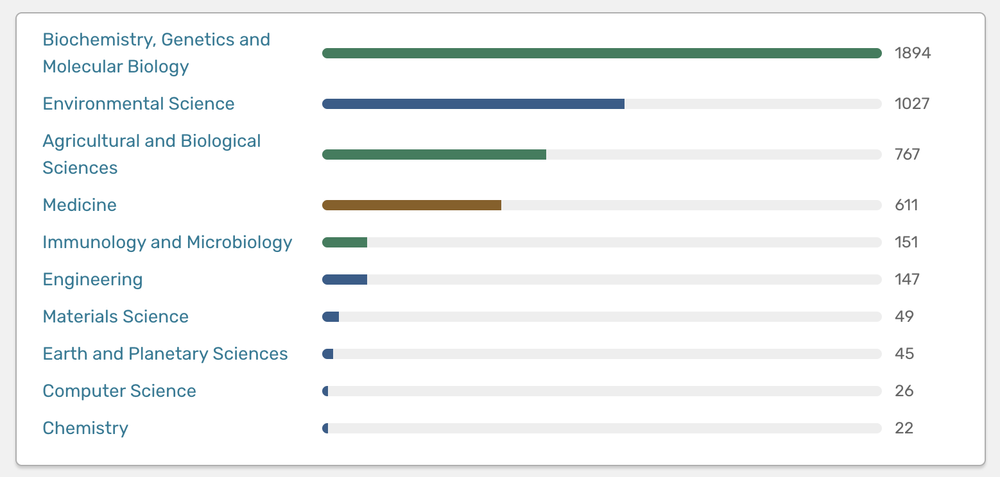 Biochemistry, Genetics and
Molecular Biology
1894
Environmental Science
1027
Agricultural and Biological
Sciences
767
Medicine
611
Immunology and Microbiology
151
Engineering
147
Materials Science
49
Earth and Planetary Sciences
45
Computer Science
26
Chemistry
22